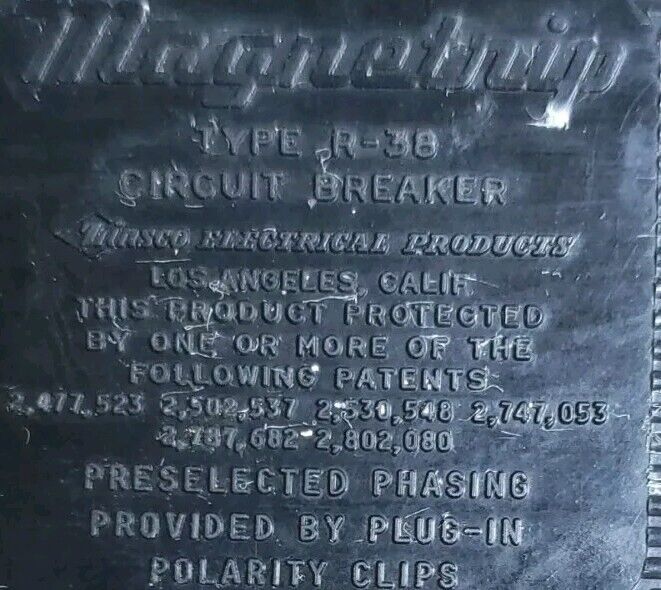 Magnetrip
TYPE R-38
CIRCUIT BREAKER
Zinsco ELECTRICAL PRODUCTS
LOS ANGELES, CALIF.
THIS PRODUCT PROTECTED
BY ONE OR MORE OF THE
FOLLOWING PATENTS
2,477,523 2,502,537 2,530,548 2,747,053
2,787,682 2,802,080
PRESELECTED PHASING
PROVIDED BY PLUG-IN
POLARITY CLIPS